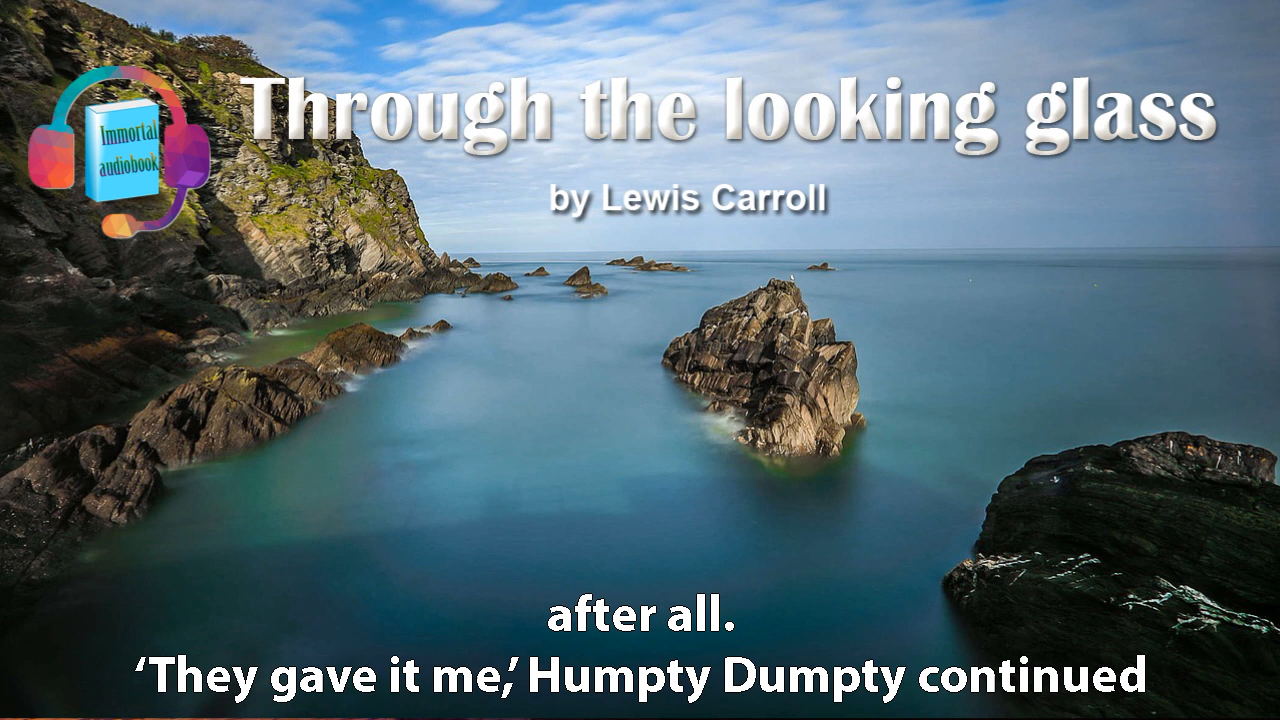 Through the looking glass
by Lewis Carroll
Immortal
audiobook
after all.
‘They gave it me,’ Humpty Dumpty continued